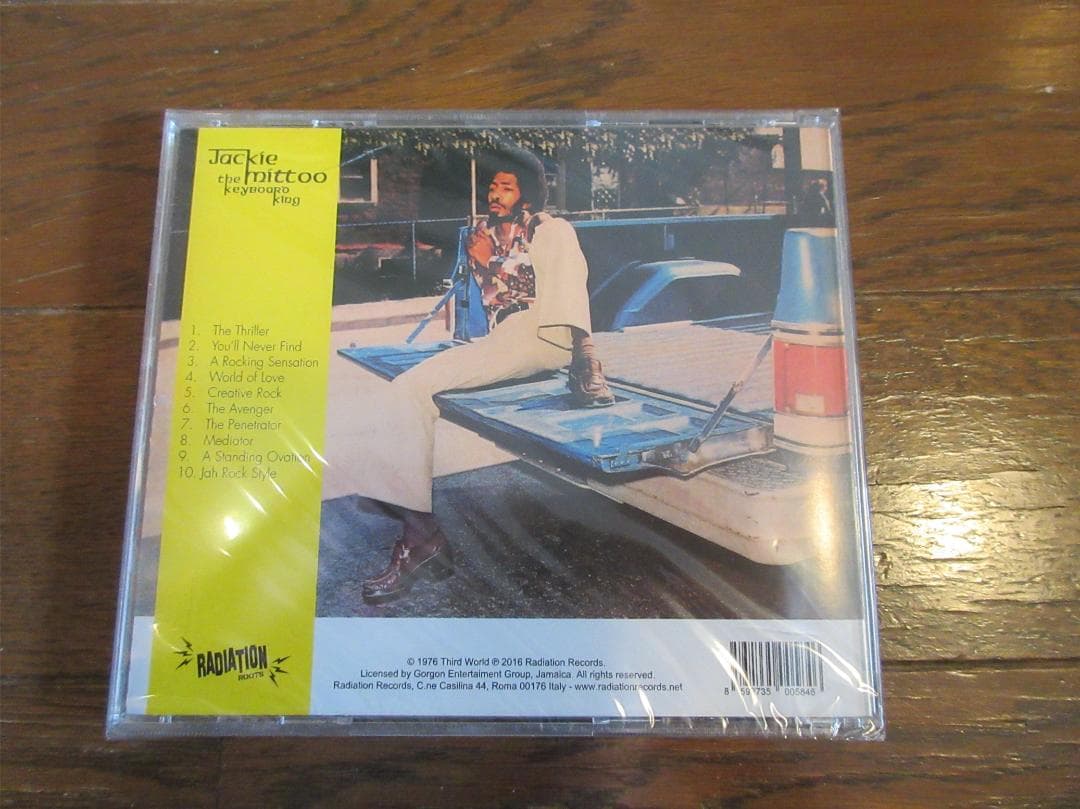 Jackie
the mittoo
keyboard
king
1. The Thriller
2. You'll Never Find
3. A Rocking Sensation
4. World of Love
5. Creative Rock
6. The Avenger
7. The Penetrator
8. Mediator
9. A Standing Ovation
10. Jah Rock Style
RADIATION
ROOTS
© 1976 Third World ℗ 2016 Radiation Records.
Licensed by Gorgon Entertaiment Group, Jamaica. All rights reserved.
Radiation Records, C.ne Casilina 44, Roma 00176 Italy - www.radiationrecords.net